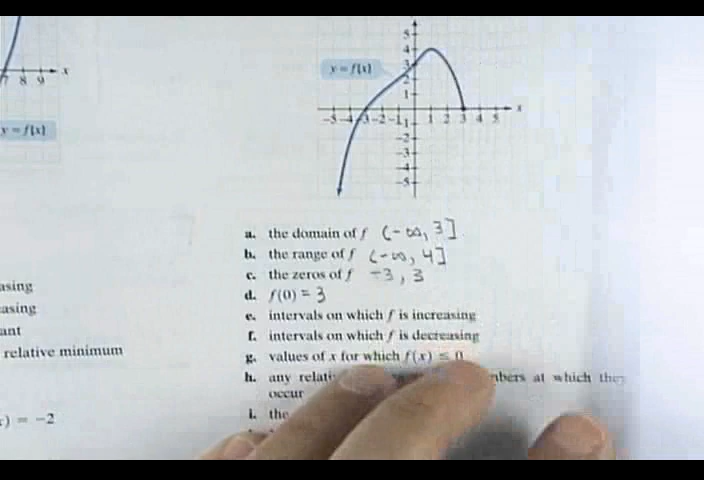 5
4
y = f(x)
3
2
1
x
7 8 9
x
-5 -4 -3 -2 -1 1 2 3 4 5
-1
y = f(x)
-2
-3
-4
-5
a. the domain of f (-∞, 3]
b. the range of f (-∞, 4]
c. the zeros of f -3, 3
asing
d. f(0) = 3
asing
e. intervals on which f is increasing
ant
f. intervals on which f is decreasing
relative minimum
g. values of x for which f(x) ≤ 0
h. any relati bers at which they
occur
) = -2
i. the